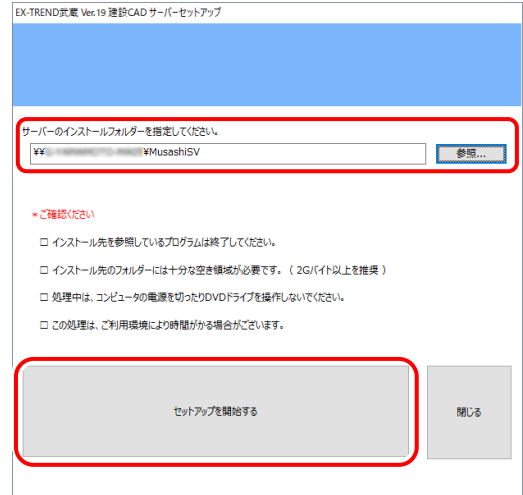 EX-TREND武蔵 Ver.19 建設CAD サーバーセットアップ
サーバーのインストールフォルダーを指定してください。
¥¥ ¥MusashiSV
参照...
*ご確認ください
□ インストール先を参照しているプログラムは終了してください。
□ インストール先のフォルダーには十分な空き領域が必要です。（ 2Gバイト以上を推奨 ）
□ 処理中は、コンピュータの電源を切ったりDVDドライブを操作しないでください。
□ この処理は、ご利用環境により時間がかる場合がございます。
セットアップを開始する
閉じる